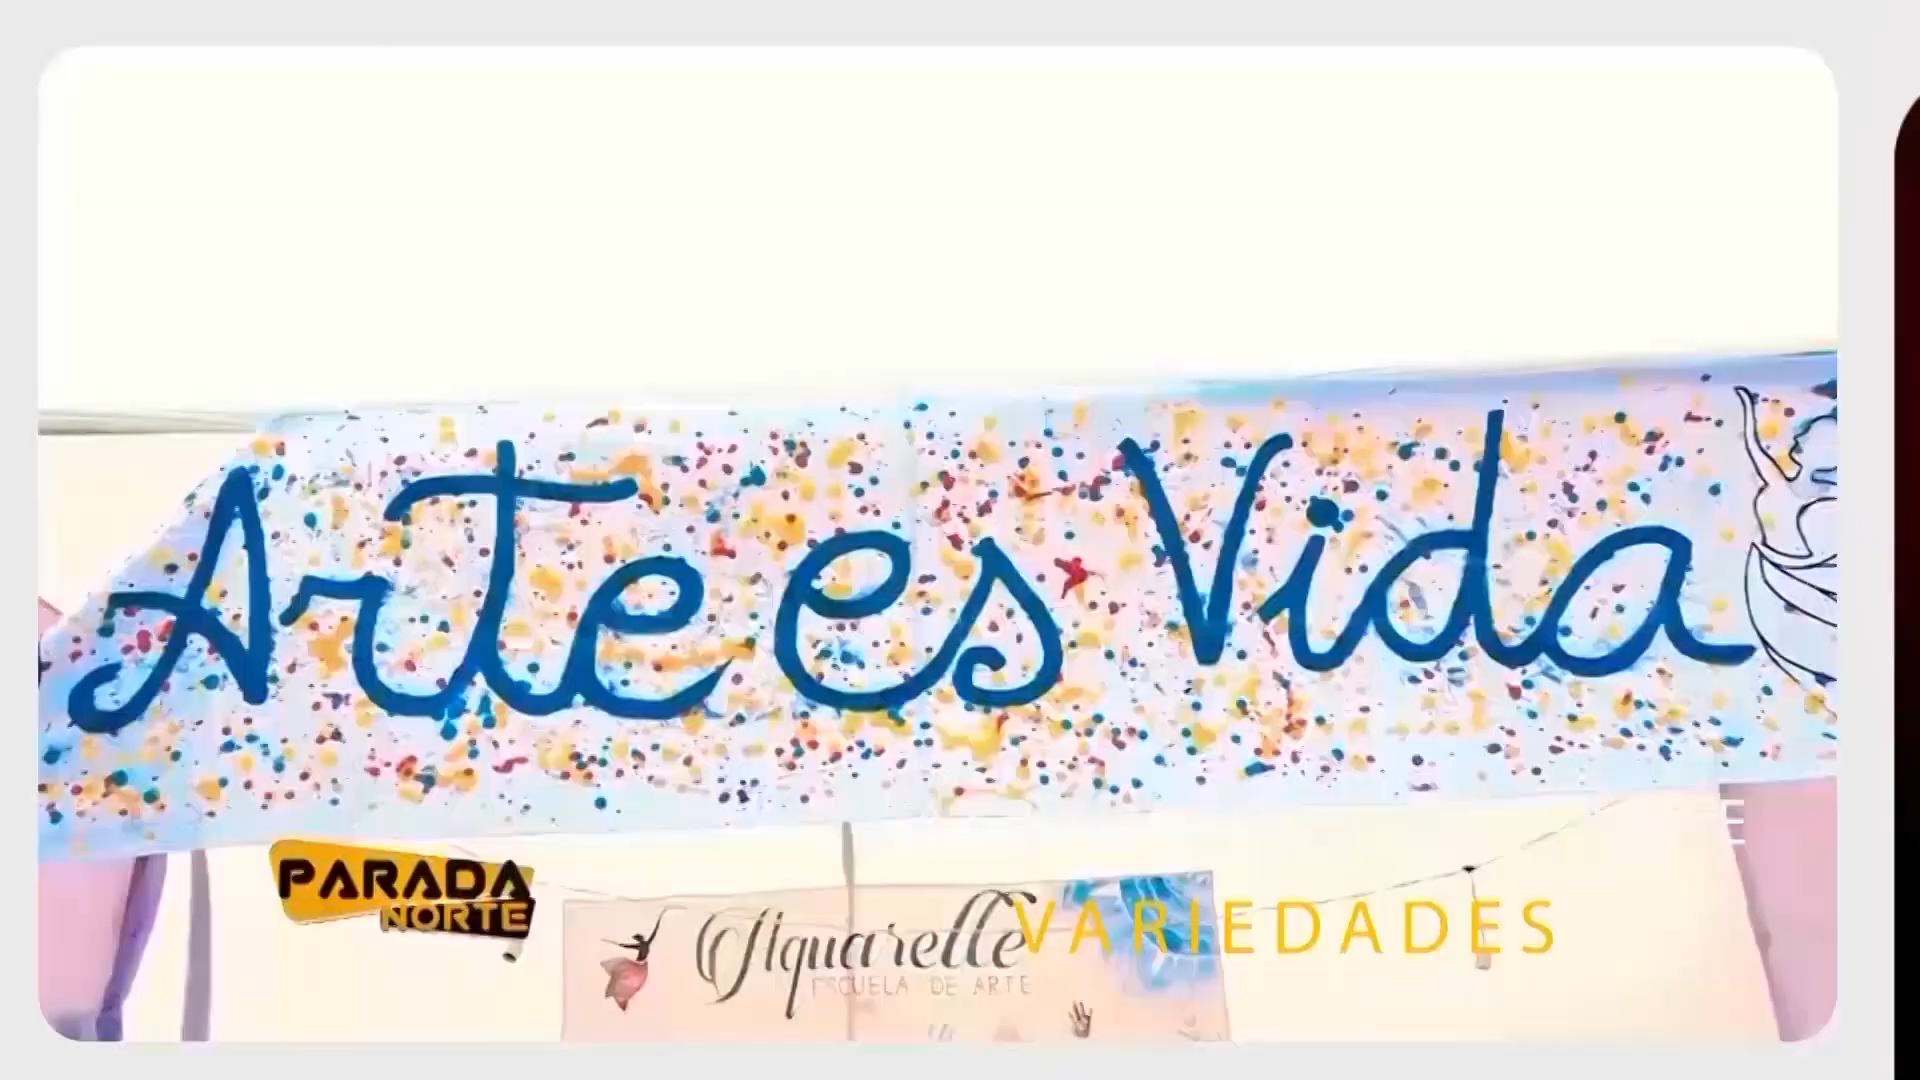 Arte es Vida
PARADA
NORTE
Aquarelle
VARIEDADES
ESCUELA DE ARTE